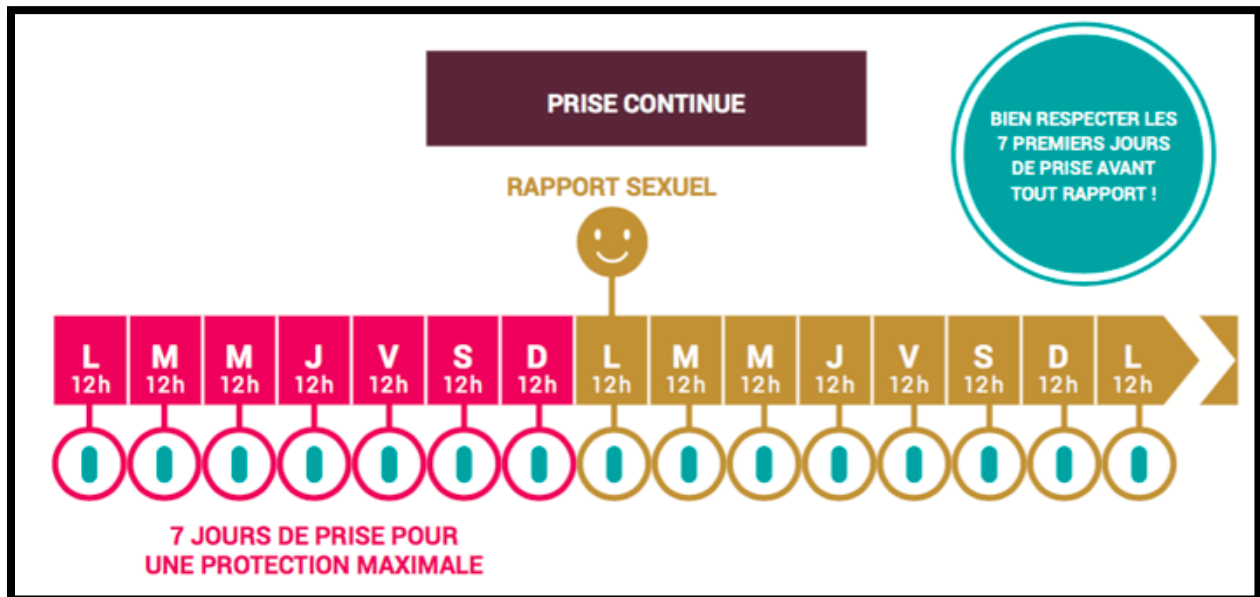 PRISE CONTINUE
BIEN RESPECTER LES
7 PREMIERS JOURS
DE PRISE AVANT
TOUT RAPPORT !
RAPPORT SEXUEL
L M M J V S D L M M J V S D L
12h 12h 12h 12h 12h 12h 12h 12h 12h 12h 12h 12h 12h 12h 12h
7 JOURS DE PRISE POUR
UNE PROTECTION MAXIMALE